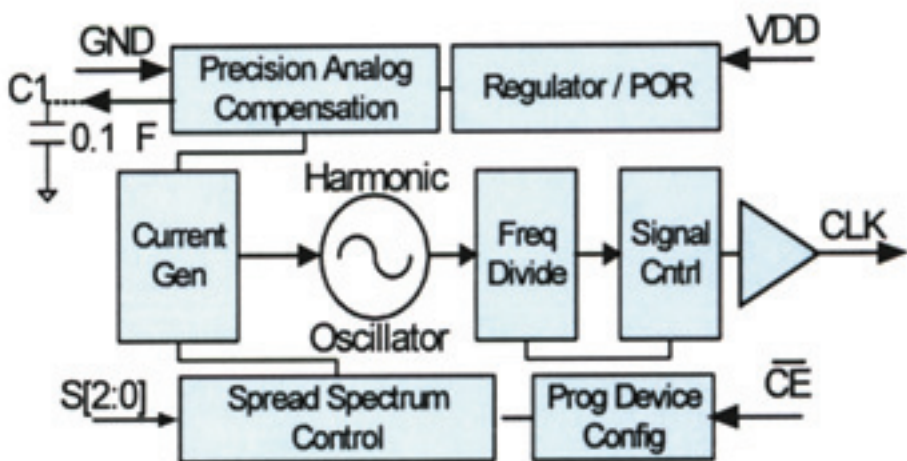 GND
VDD
Precision Analog
Compensation
Regulator / POR
C1
0.1 F
Harmonic
Oscillator
Current
Gen
Freq
Divide
Signal
Cntrl
CLK
S[2:0]
Spread Spectrum
Control
Prog Device
Config
CE